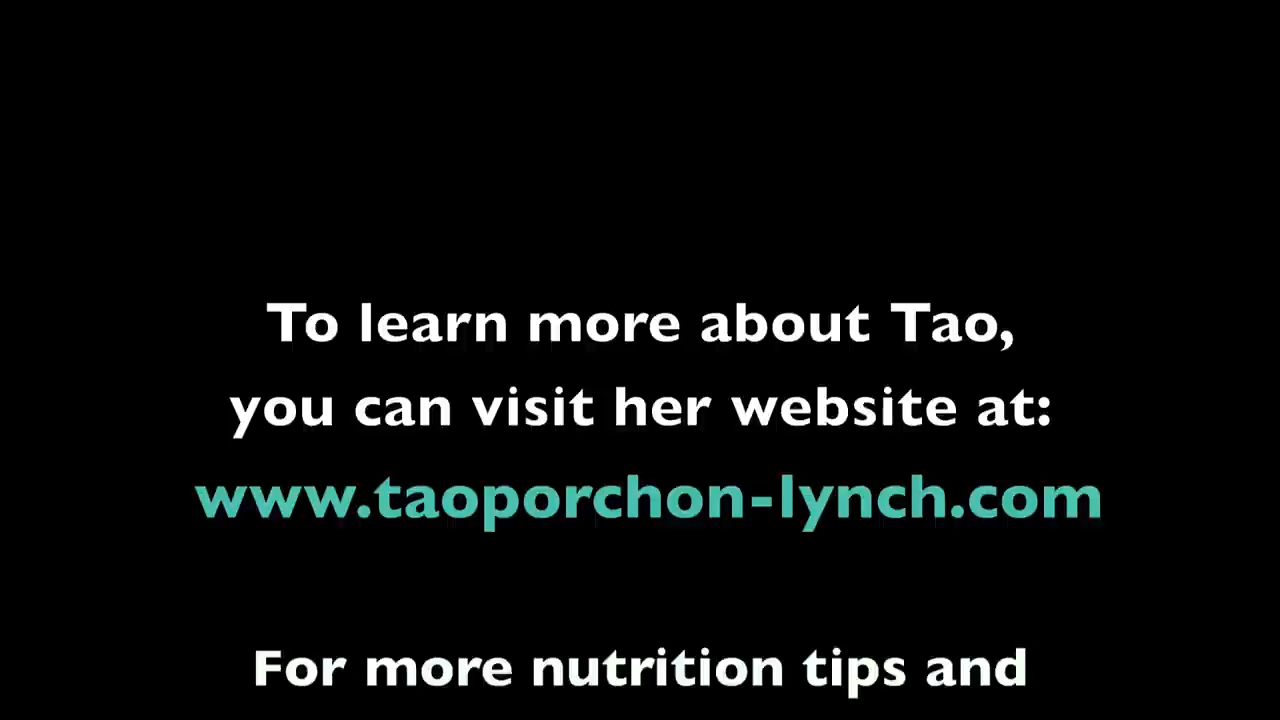 To learn more about Tao,
you can visit her website at:
www.taoporchon-lynch.com
For more nutrition tips and